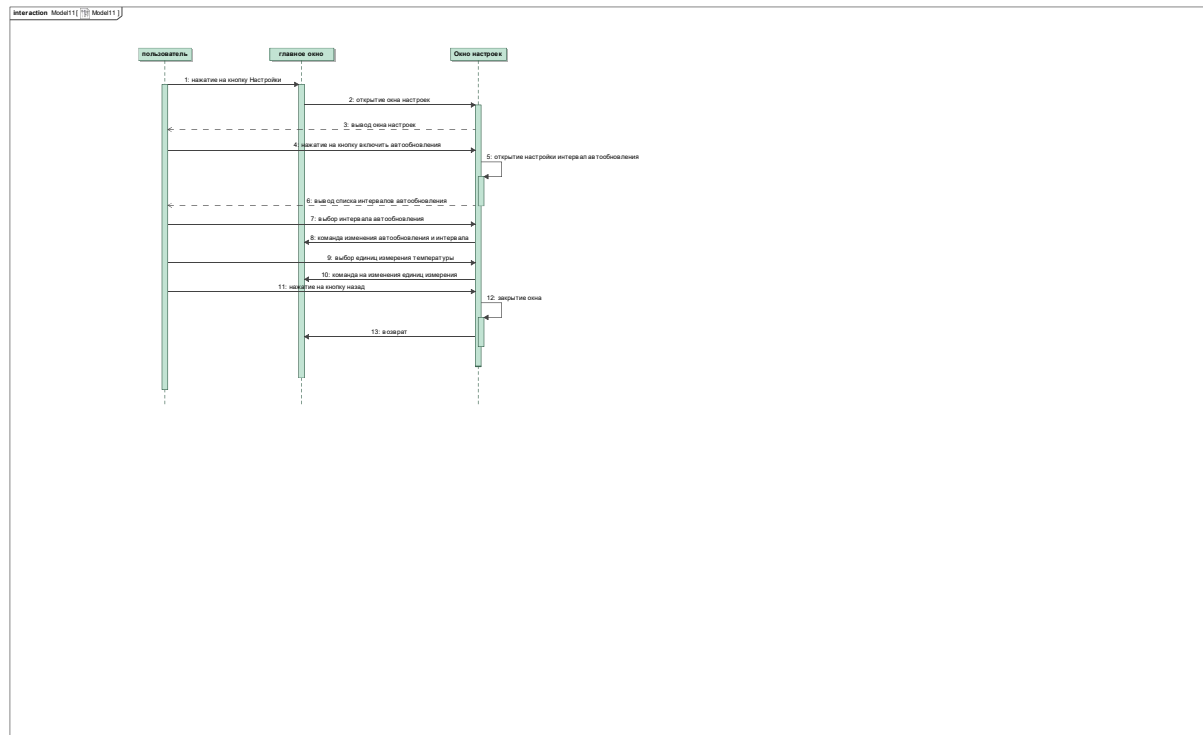 interaction Model11[ Model11 ]
пользователь
главное окно
Окно настроек
1: нажатие на кнопку Настройки
2: открытие окна настроек
3: вывод окна настроек
4: нажатие на кнопку включить автообновления
5: открытие настройки интервал автообновления
6: вывод списка интервалов автообновления
7: выбор интервала автообновления
8: команда изменения автообновления и интервала
9: выбор единиц измерения температуры
10: команда на изменения единиц измерения
11: нажатие на кнопку назад
12: закрытие окна
13: возврат